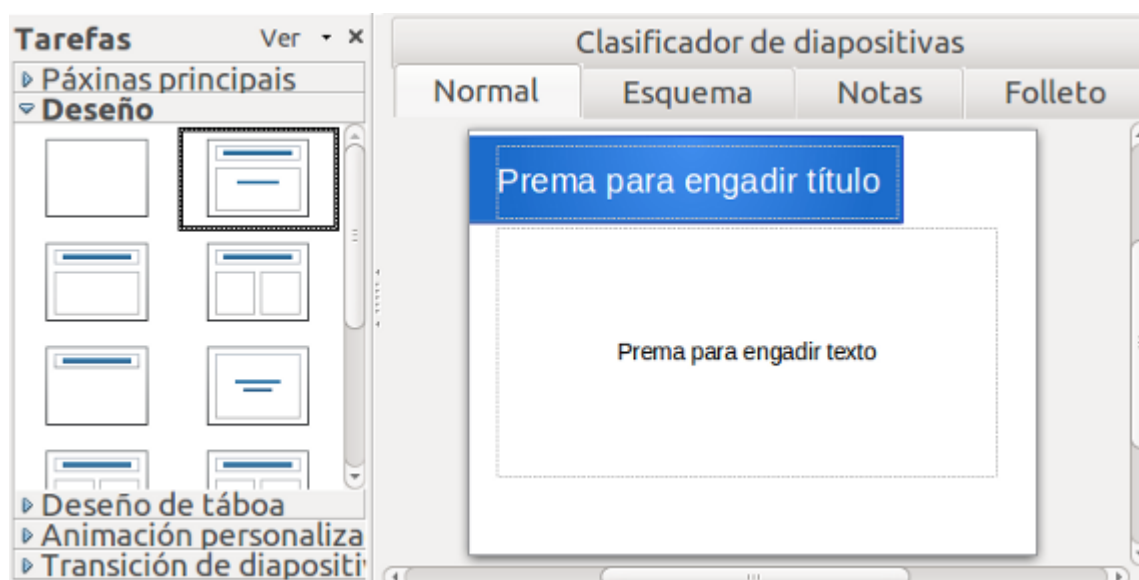 Tarefas Ver
Páxinas principais
Deseño
Deseño de táboa
Animación personaliza
Transición de diapositi
Clasificador de diapositivas
Normal Esquema Notas Folleto
Prema para engadir título
Prema para engadir texto